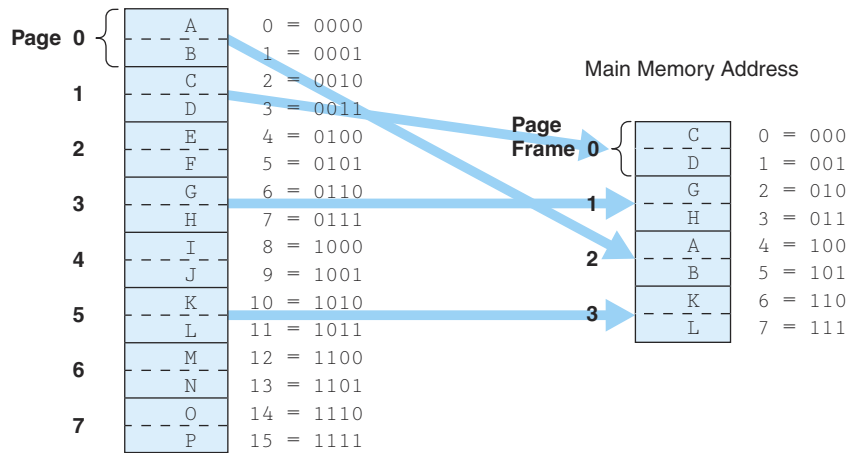 Page 0
A 0 = 0000
B 1 = 0001
1
C 2 = 0010
D 3 = 0011
2
E 4 = 0100
F 5 = 0101
3
G 6 = 0110
H 7 = 0111
4
I 8 = 1000
J 9 = 1001
5
K 10 = 1010
L 11 = 1011
6
M 12 = 1100
N 13 = 1101
7
O 14 = 1110
P 15 = 1111
Main Memory Address
Page
Frame 0
C 0 = 000
D 1 = 001
1
G 2 = 010
H 3 = 011
2
A 4 = 100
B 5 = 101
3
K 6 = 110
L 7 = 111